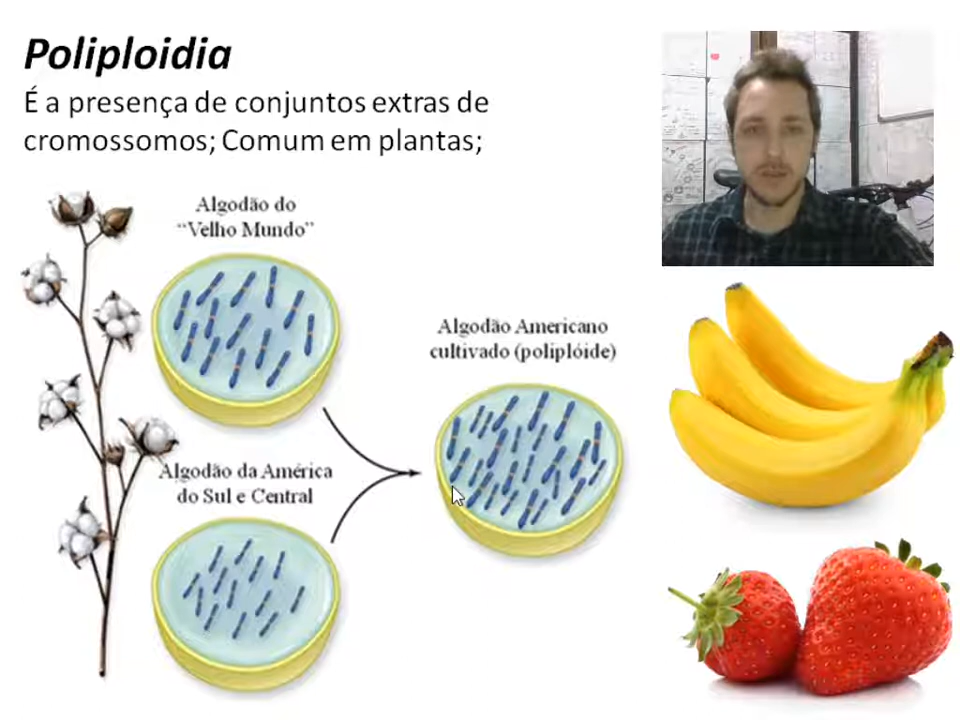 Poliploidia
É a presença de conjuntos extras de
cromossomos; Comum em plantas;
Algodão do
“Velho Mundo”
Algodão Americano
cultivado (poliplóide)
Algodão da América
do Sul e Central